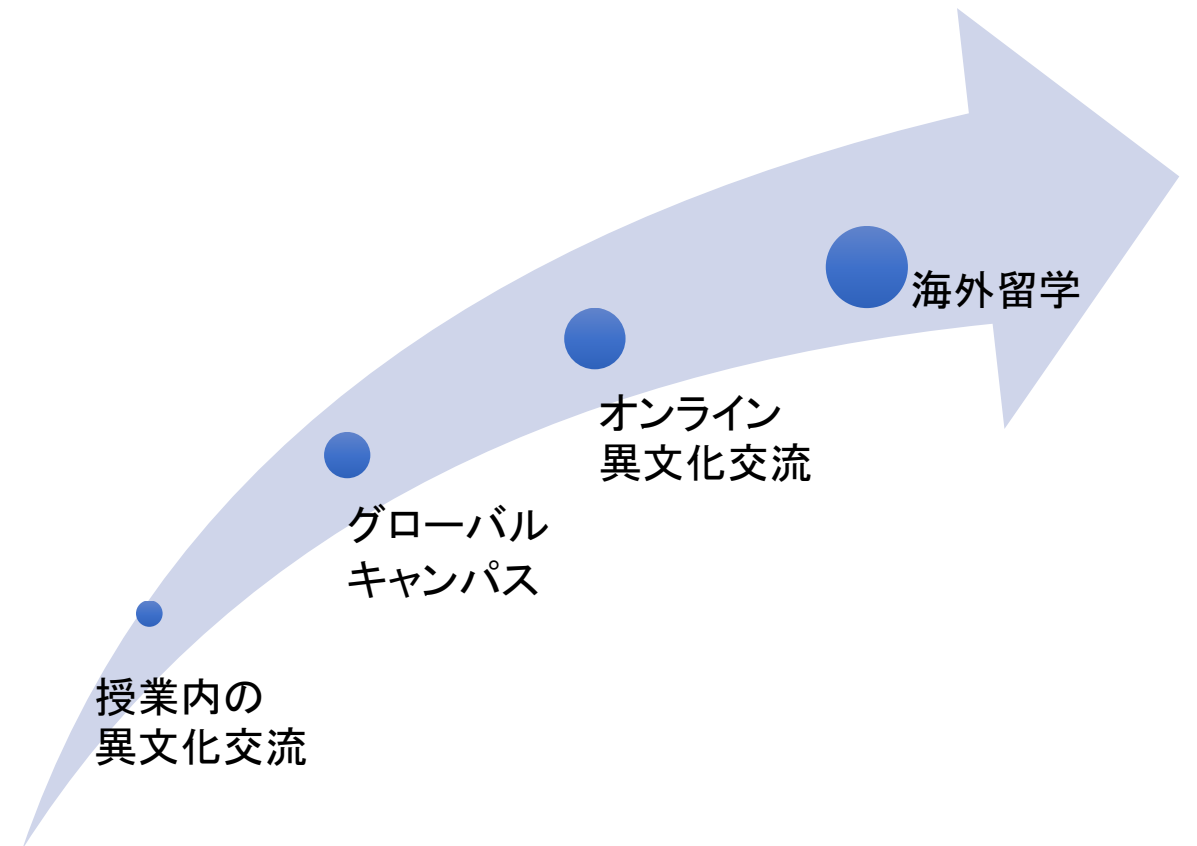 授業内の
異文化交流
グローバル
キャンパス
オンライン
異文化交流
海外留学